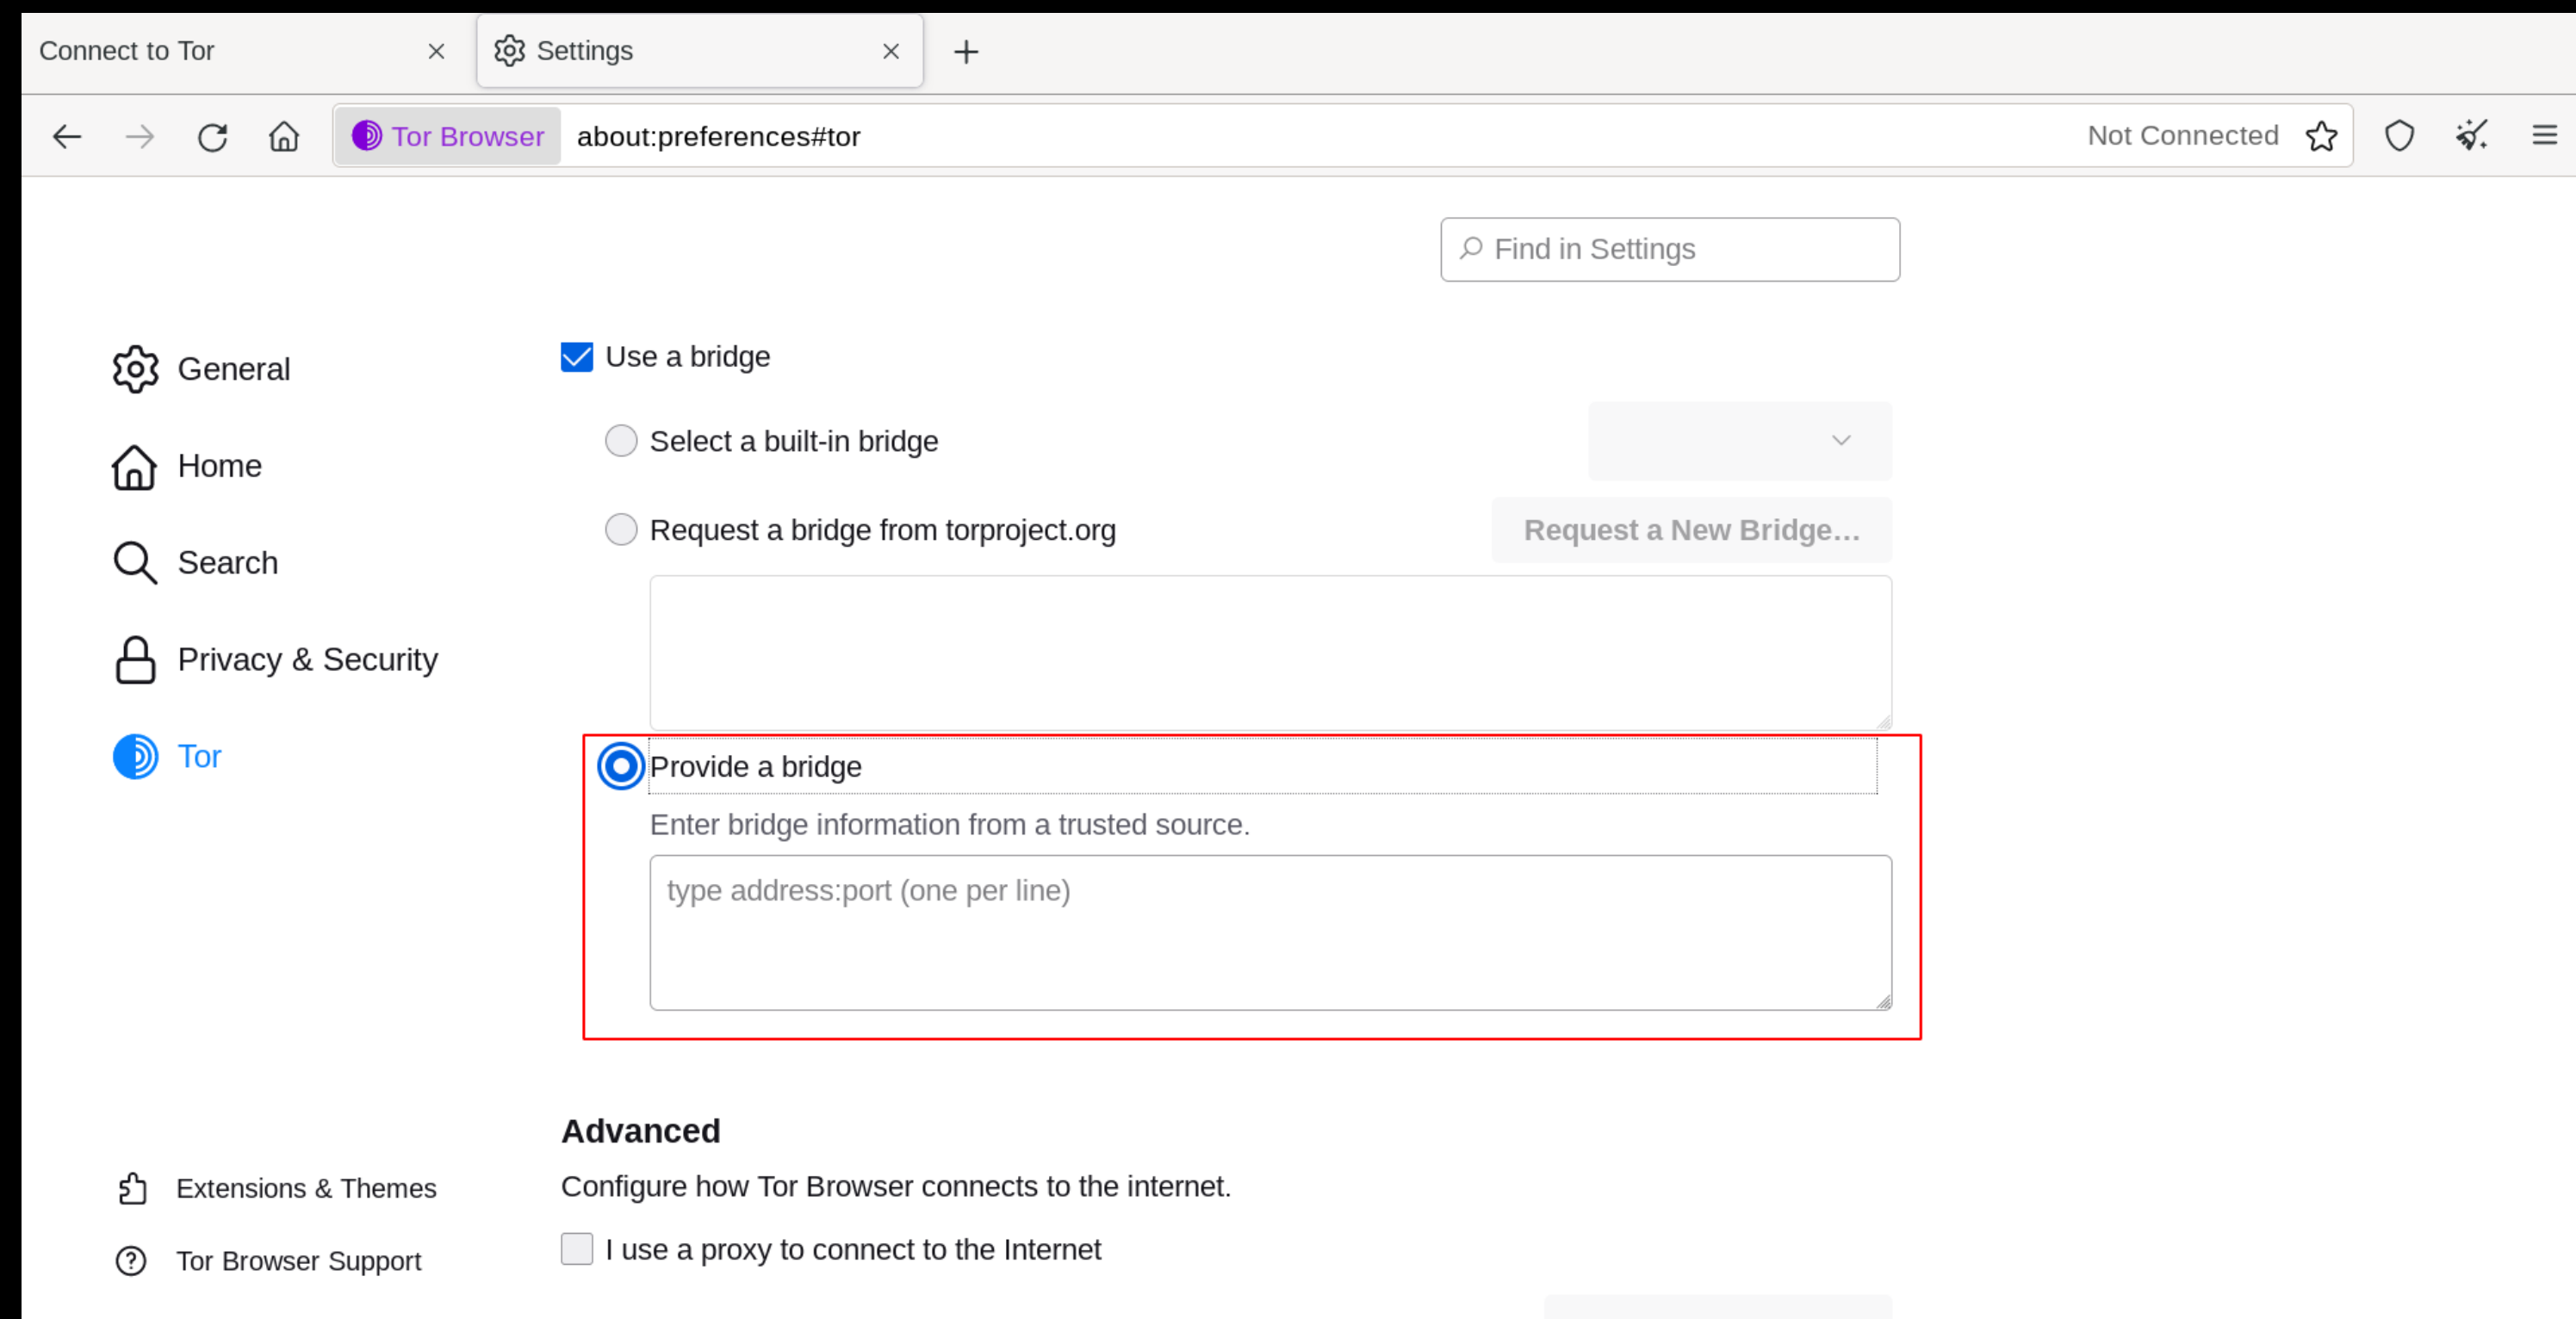 Connect to Tor
Settings
Tor Browser
about:preferences#tor
Not Connected
Find in Settings
General
Home
Search
Privacy & Security
Tor
Extensions & Themes
Tor Browser Support
Use a bridge
Select a built-in bridge
Request a bridge from torproject.org
Request a New Bridge...
Provide a bridge
Enter bridge information from a trusted source.
type address:port (one per line)
Advanced
Configure how Tor Browser connects to the internet.
I use a proxy to connect to the Internet